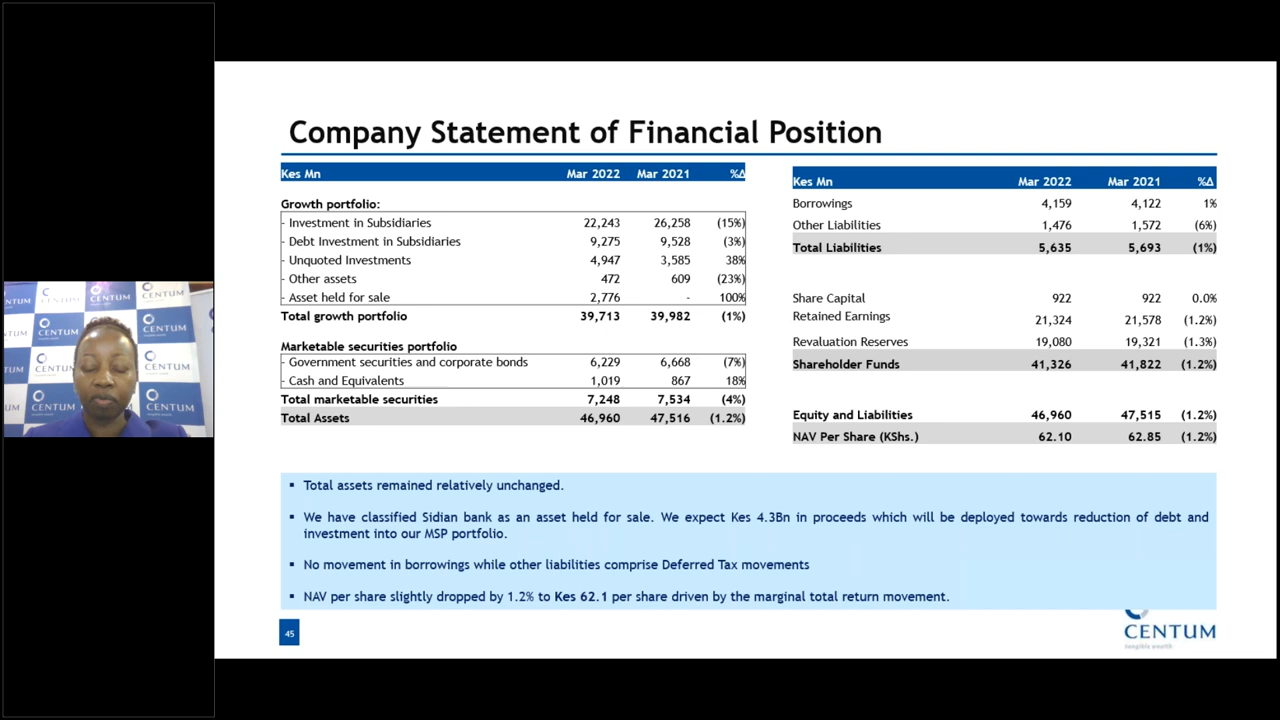 Company Statement of Financial Position
Kes Mn Mar 2022 Mar 2021 %Δ
Growth portfolio:
- Investment in Subsidiaries 22,243 26,258 (15%)
- Debt Investment in Subsidiaries 9,275 9,528 (3%)
- Unquoted Investments 4,947 3,585 38%
- Other assets 472 609 (23%)
- Asset held for sale 2,776 - 100%
Total growth portfolio 39,713 39,982 (1%)
Marketable securities portfolio
- Government securities and corporate bonds 6,229 6,668 (7%)
- Cash and Equivalents 1,019 867 18%
Total marketable securities 7,248 7,534 (4%)
Total Assets 46,960 47,516 (1.2%)
Kes Mn Mar 2022 Mar 2021 %Δ
Borrowings 4,159 4,122 1%
Other Liabilities 1,476 1,572 (6%)
Total Liabilities 5,635 5,693 (1%)
Share Capital 922 922 0.0%
Retained Earnings 21,324 21,578 (1.2%)
Revaluation Reserves 19,080 19,321 (1.3%)
Shareholder Funds 41,326 41,822 (1.2%)
Equity and Liabilities 46,960 47,515 (1.2%)
NAV Per Share (KShs.) 62.10 62.85 (1.2%)
▪ Total assets remained relatively unchanged.
▪ We have classified Sidian bank as an asset held for sale. We expect Kes 4.3Bn in proceeds which will be deployed towards reduction of debt and
investment into our MSP portfolio.
▪ No movement in borrowings while other liabilities comprise Deferred Tax movements
▪ NAV per share slightly dropped by 1.2% to Kes 62.1 per share driven by the marginal total return movement.
45
CENTUM
CENTUM
CENTUM
CENTUM
CENTUM
CENTUM
CENTUM
CENTUM